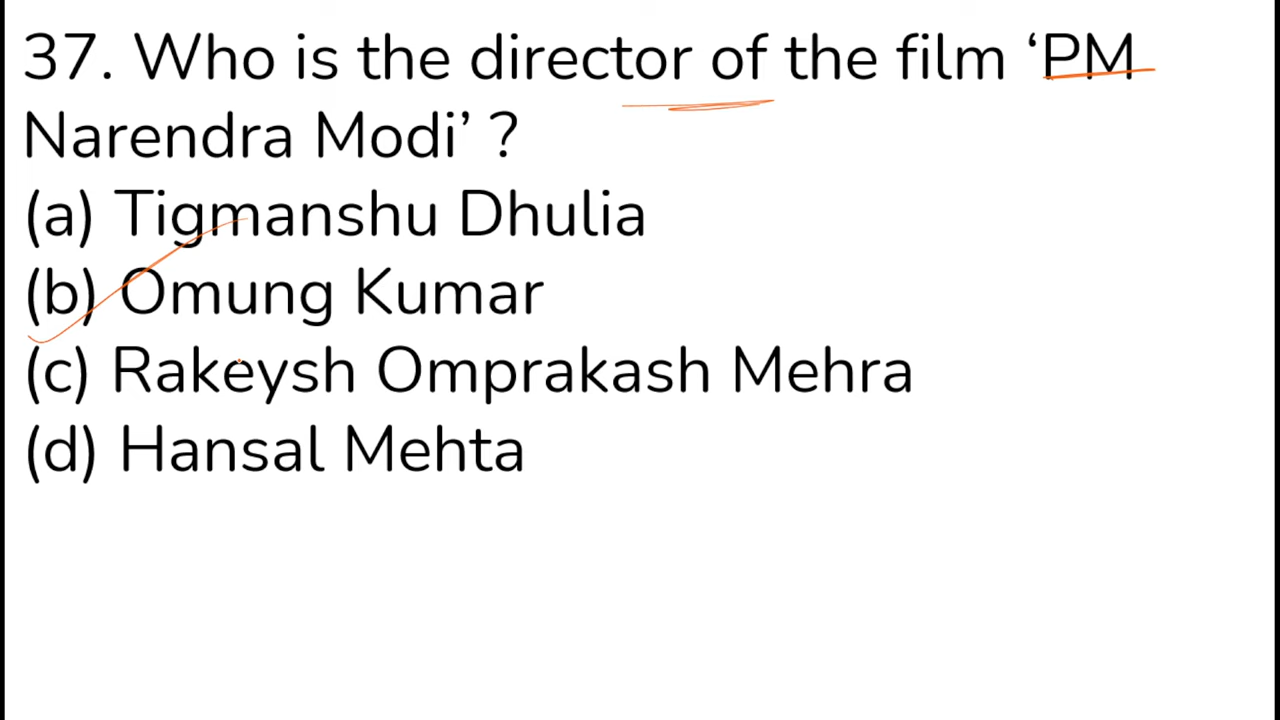 37. Who is the director of the film ‘PM
Narendra Modi’ ?
(a) Tigmanshu Dhulia
(b) Omung Kumar
(c) Rakeysh Omprakash Mehra
(d) Hansal Mehta